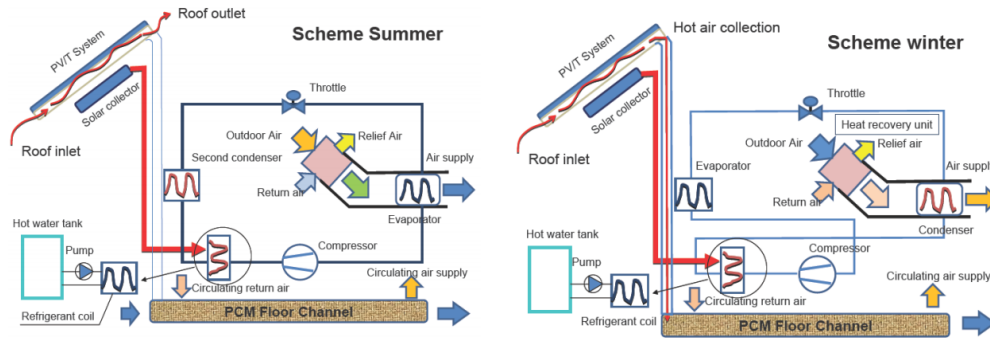 Roof outlet
Scheme Summer
PV/T System
Solar collector
Roof inlet
Throttle
Outdoor Air
Relief Air
Second condenser
Air supply
Return air
Evaporator
Hot water tank
Pump
Compressor
Circulating air supply
Circulating return air
Refrigerant coil
PCM Floor Channel
Hot air collection
Scheme winter
PV/T System
Solar collector
Roof inlet
Throttle
Heat recovery unit
Outdoor Air
Relief air
Evaporator
Air supply
Return air
Condenser
Hot water tank
Pump
Compressor
Circulating air supply
Circulating return air
Refrigerant coil
PCM Floor Channel